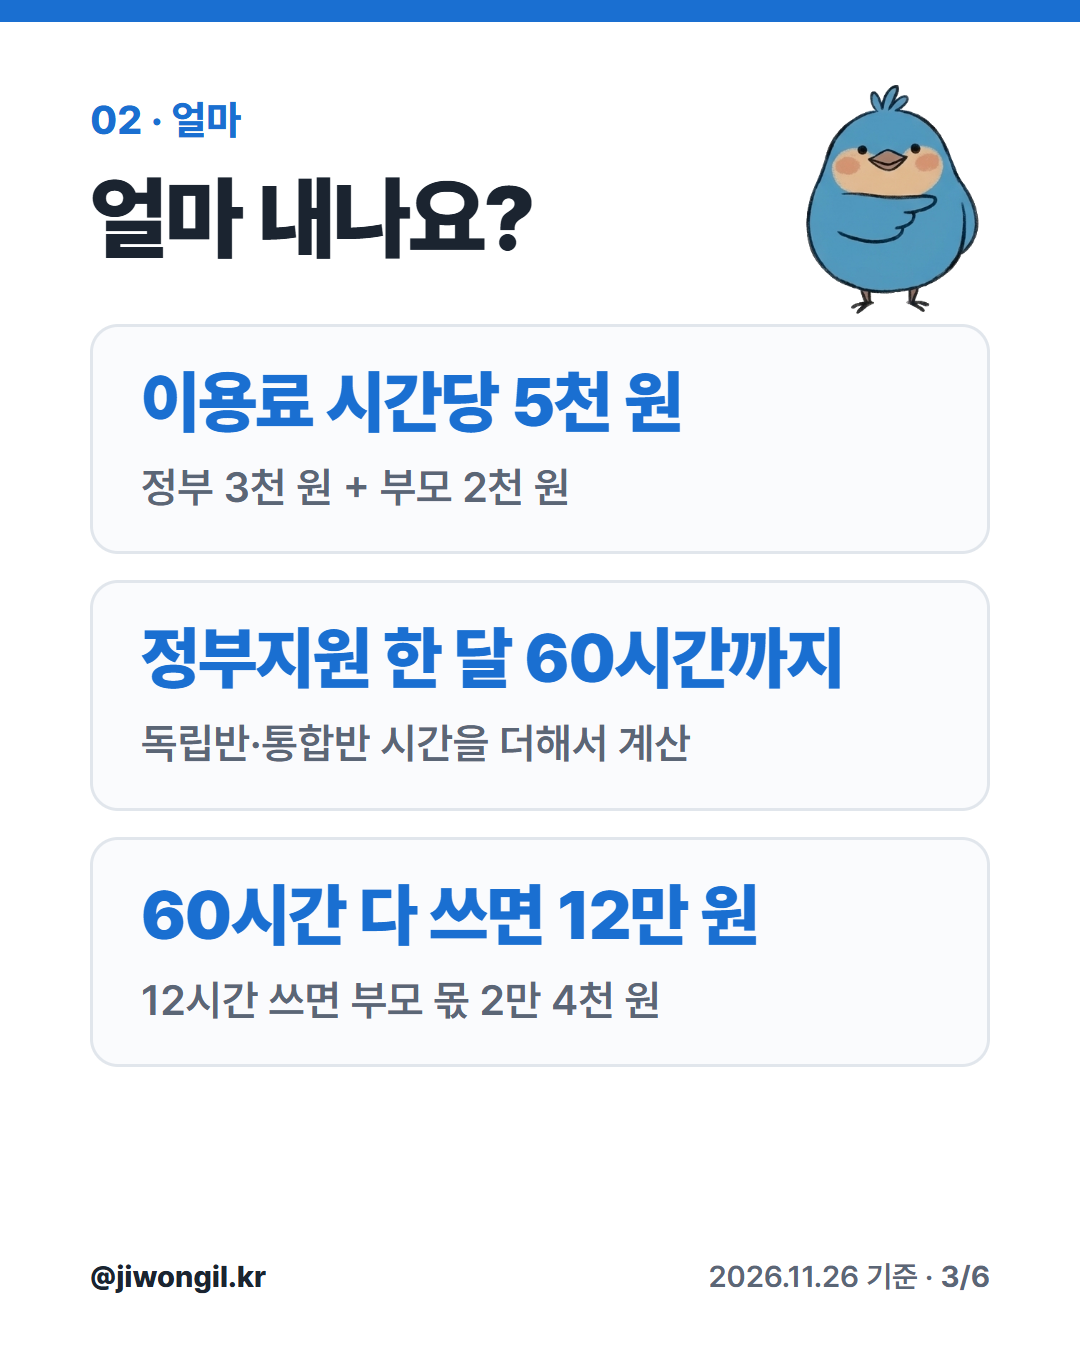 02 · 얼마
얼마 내나요?
이용료 시간당 5천 원
정부 3천 원 + 부모 2천 원
정부지원 한 달 60시간까지
독립반·통합반 시간을 더해서 계산
60시간 다 쓰면 12만 원
12시간 쓰면 부모 몫 2만 4천 원
@jiwongil.kr
2026.11.26 기준 · 3/6